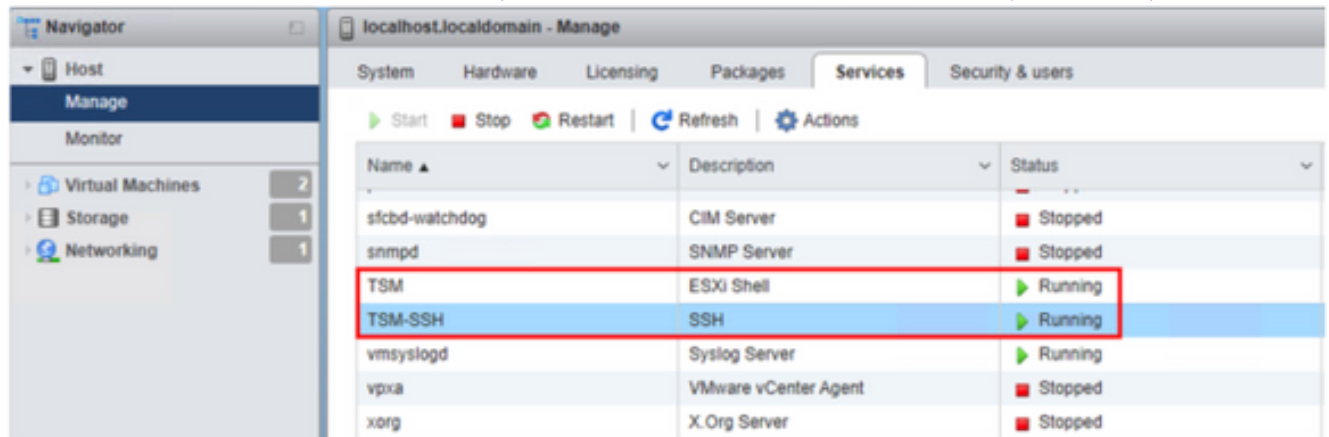 Navigator
localhost.localdomain - Manage
Host
Manage
Monitor
Virtual Machines 2
Storage 1
Networking 1
System Hardware Licensing Packages Services Security & users
Start Stop Restart Refresh Actions
Name Description Status
sfcbd-watchdog CIM Server Stopped
snmpd SNMP Server Stopped
TSM ESXi Shell Running
TSM-SSH SSH Running
vmsyslogd Syslog Server Running
vpxa VMware vCenter Agent Stopped
xorg X.Org Server Stopped